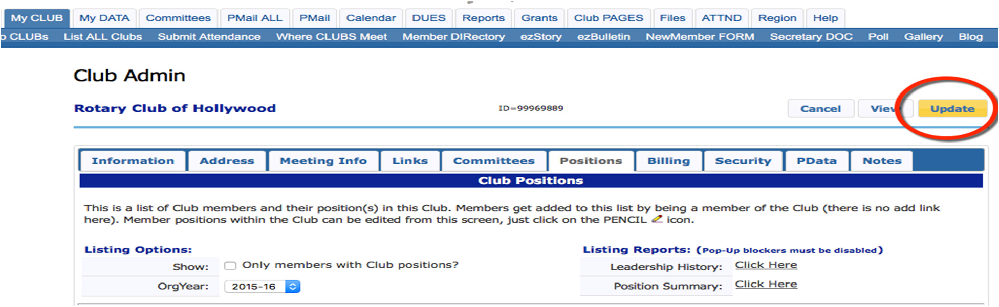 My CLUB My DATA Committees PMail ALL PMail Calendar DUES Reports Grants Club PAGES Files ATTND Region Help
o CLUBs List ALL Clubs Submit Attendance Where CLUBS Meet Member DIRectory ezStory ezBulletin NewMember FORM Secretary DOC Poll Gallery Blog
Club Admin
Rotary Club of Hollywood ID=99969889 Cancel View Update
Information Address Meeting Info Links Committees Positions Billing Security PData Notes
Club Positions
This is a list of Club members and their position(s) in this Club. Members get added to this list by being a member of the Club (there is no add link
here). Member positions within the Club can be edited from this screen, just click on the PENCIL icon.
Listing Options: Listing Reports: (Pop-Up blockers must be disabled)
Show: Only members with Club positions? Leadership History: Click Here
OrgYear: 2015-16 Position Summary: Click Here